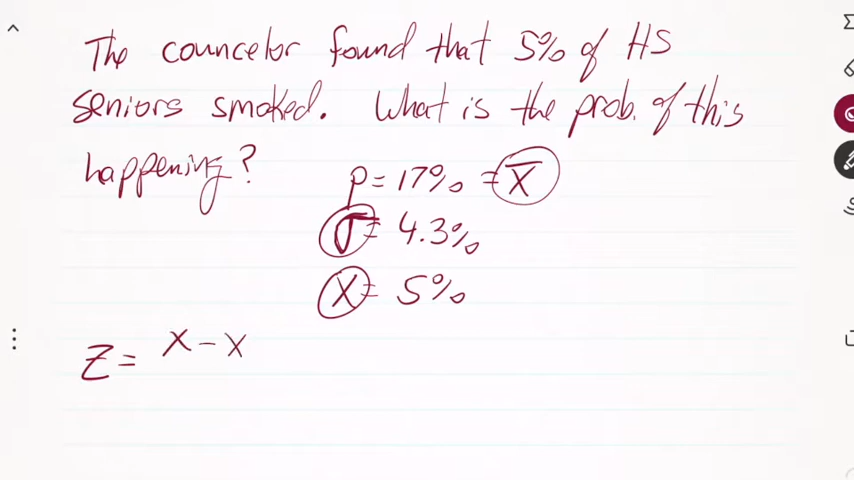 The councelor found that 5% of HS
seniors smoked. What is the prob. of this
happening?
p = 17% = X̅
σ = 4.3%
X = 5%
Z = X - X